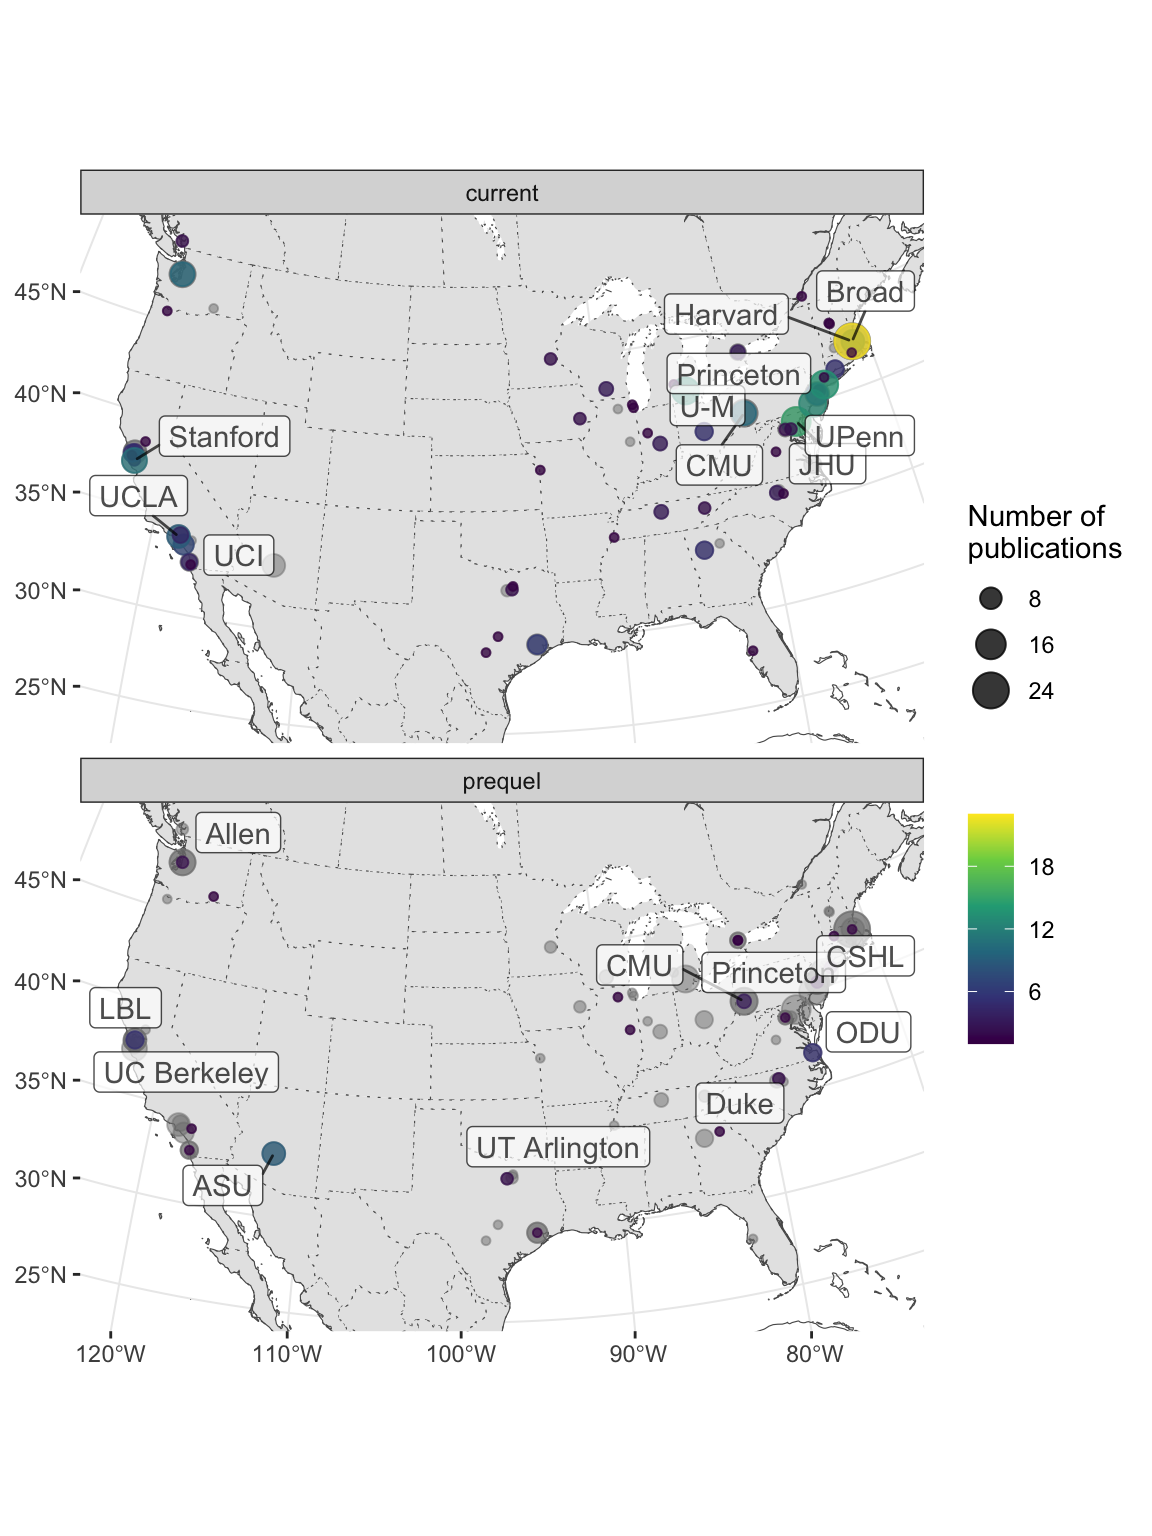 current
45°N
40°N
35°N
30°N
25°N
Broad
Harvard
Princeton
U-M
UPenn
CMU
JHU
Stanford
UCLA
UCI
prequel
45°N
40°N
35°N
30°N
25°N
Allen
CSHL
CMU
Princeton
LBL
ODU
UC Berkeley
Duke
UT Arlington
ASU
120°W
110°W
100°W
90°W
80°W
Number of
publications
8
16
24
18
12
6